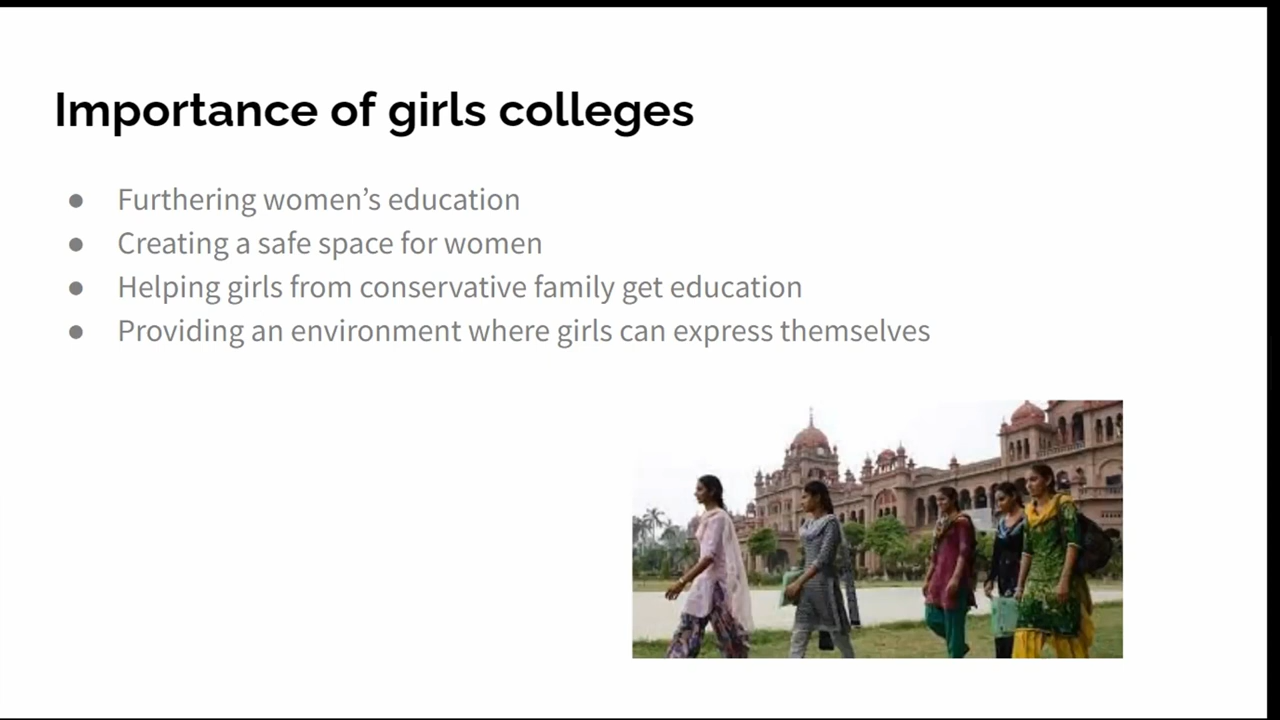 Importance of girls colleges
● Furthering women’s education
● Creating a safe space for women
● Helping girls from conservative family get education
● Providing an environment where girls can express themselves